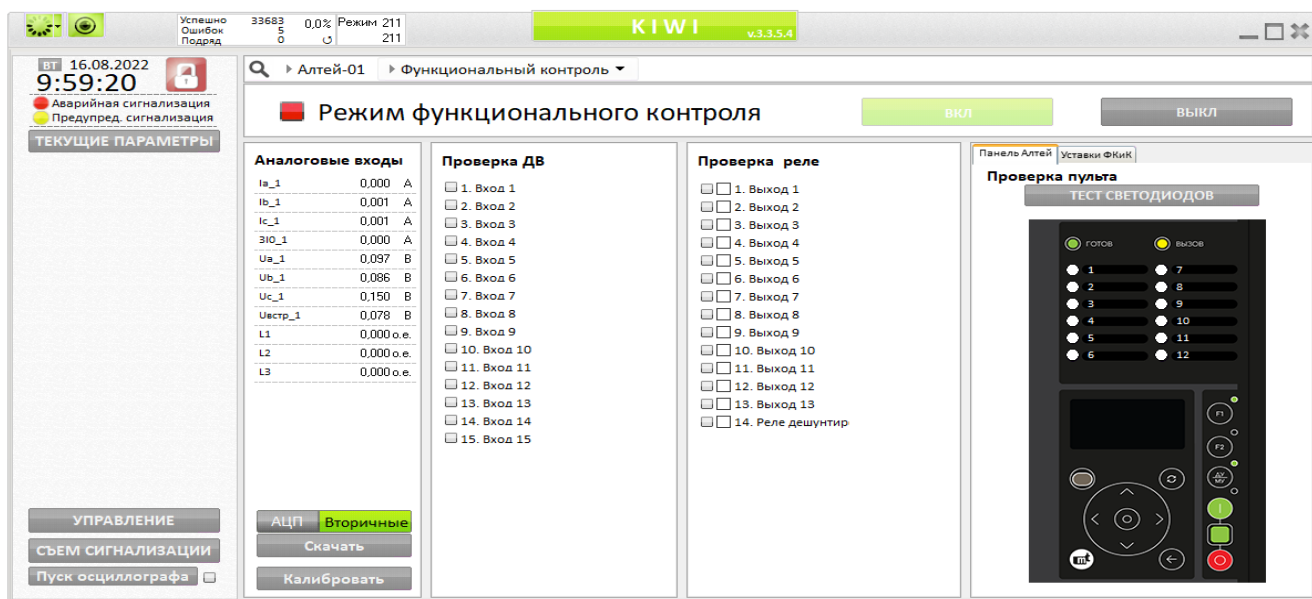 Успешно 33683 0,0% Режим 211
Ошибок 5
Подряд 0 211
KIWI v.3.3.5.4
ВТ 16.08.2022
9:59:20
Аварийная сигнализация
Предупред. сигнализация
ТЕКУЩИЕ ПАРАМЕТРЫ
Алтей-01 Функциональный контроль
Режим функционального контроля
ВКЛ
ВЫКЛ
Аналоговые входы
Ia_1 0,000 А
Ib_1 0,001 А
Ic_1 0,001 А
3I0_1 0,000 А
Ua_1 0,097 В
Ub_1 0,086 В
Uc_1 0,150 В
Uвстр_1 0,078 В
L1 0,000 о.е.
L2 0,000 о.е.
L3 0,000 о.е.
АЦП Вторичные
Скачать
Калибровать
Проверка ДВ
1. Вход 1
2. Вход 2
3. Вход 3
4. Вход 4
5. Вход 5
6. Вход 6
7. Вход 7
8. Вход 8
9. Вход 9
10. Вход 10
11. Вход 11
12. Вход 12
13. Вход 13
14. Вход 14
15. Вход 15
Проверка реле
1. Выход 1
2. Выход 2
3. Выход 3
4. Выход 4
5. Выход 5
6. Выход 6
7. Выход 7
8. Выход 8
9. Выход 9
10. Выход 10
11. Выход 11
12. Выход 12
13. Выход 13
14. Реле дешунтир
Панель Алтей Уставки ФКиК
Проверка пульта
ТЕСТ СВЕТОДИОДОВ
ГОТОВ ВЫЗОВ
1 7
2 8
3 9
4 10
5 11
6 12
F1
F2
ДУ
МУ
mt
УПРАВЛЕНИЕ
СЪЕМ СИГНАЛИЗАЦИИ
Пуск осциллографа